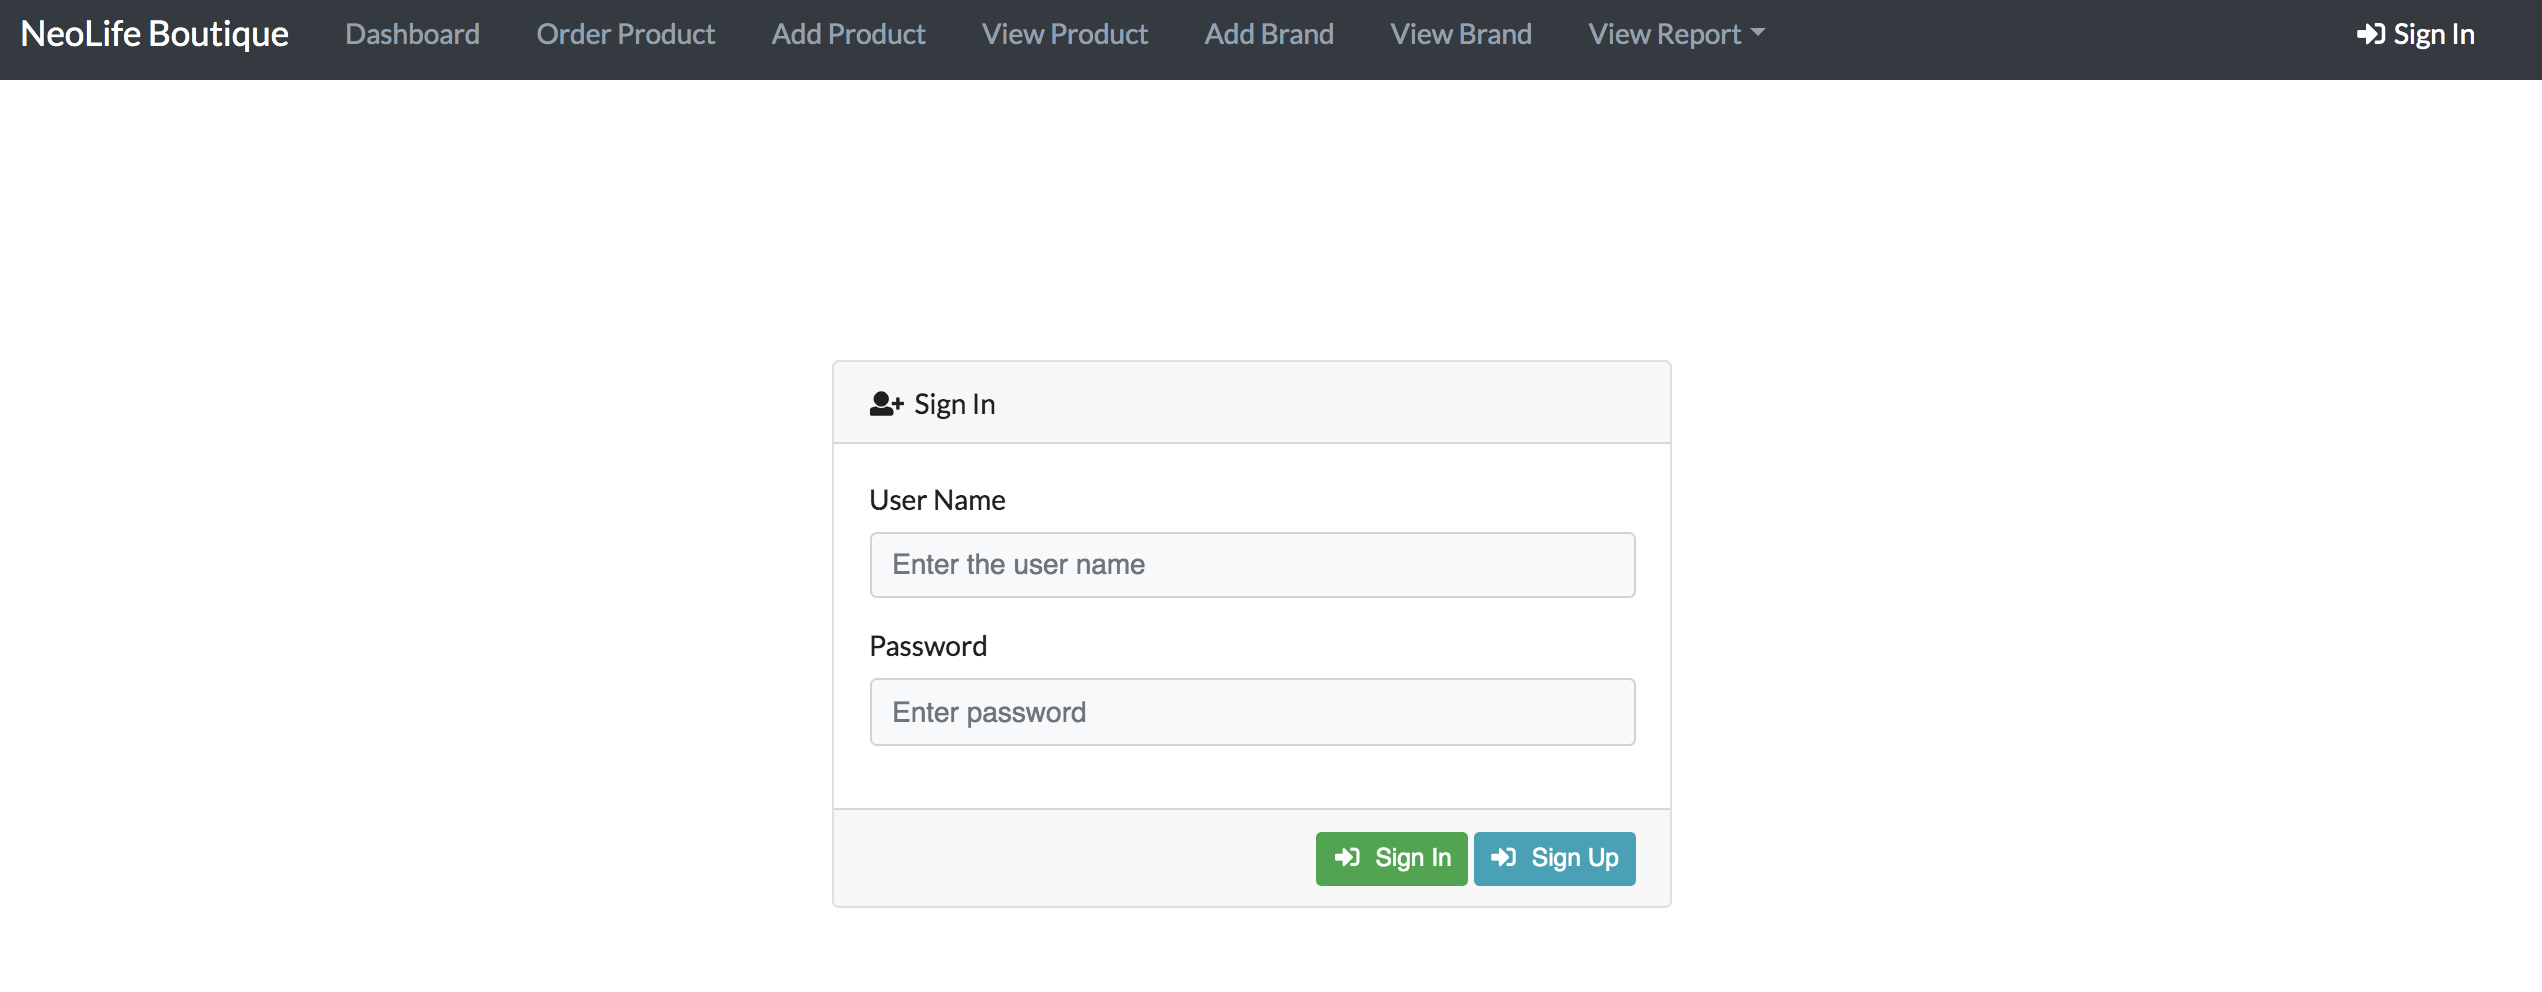 NeoLife Boutique Dashboard Order Product Add Product View Product Add Brand View Brand View Report Sign In
Sign In
User Name
Enter the user name
Password
Enter password
Sign In Sign Up